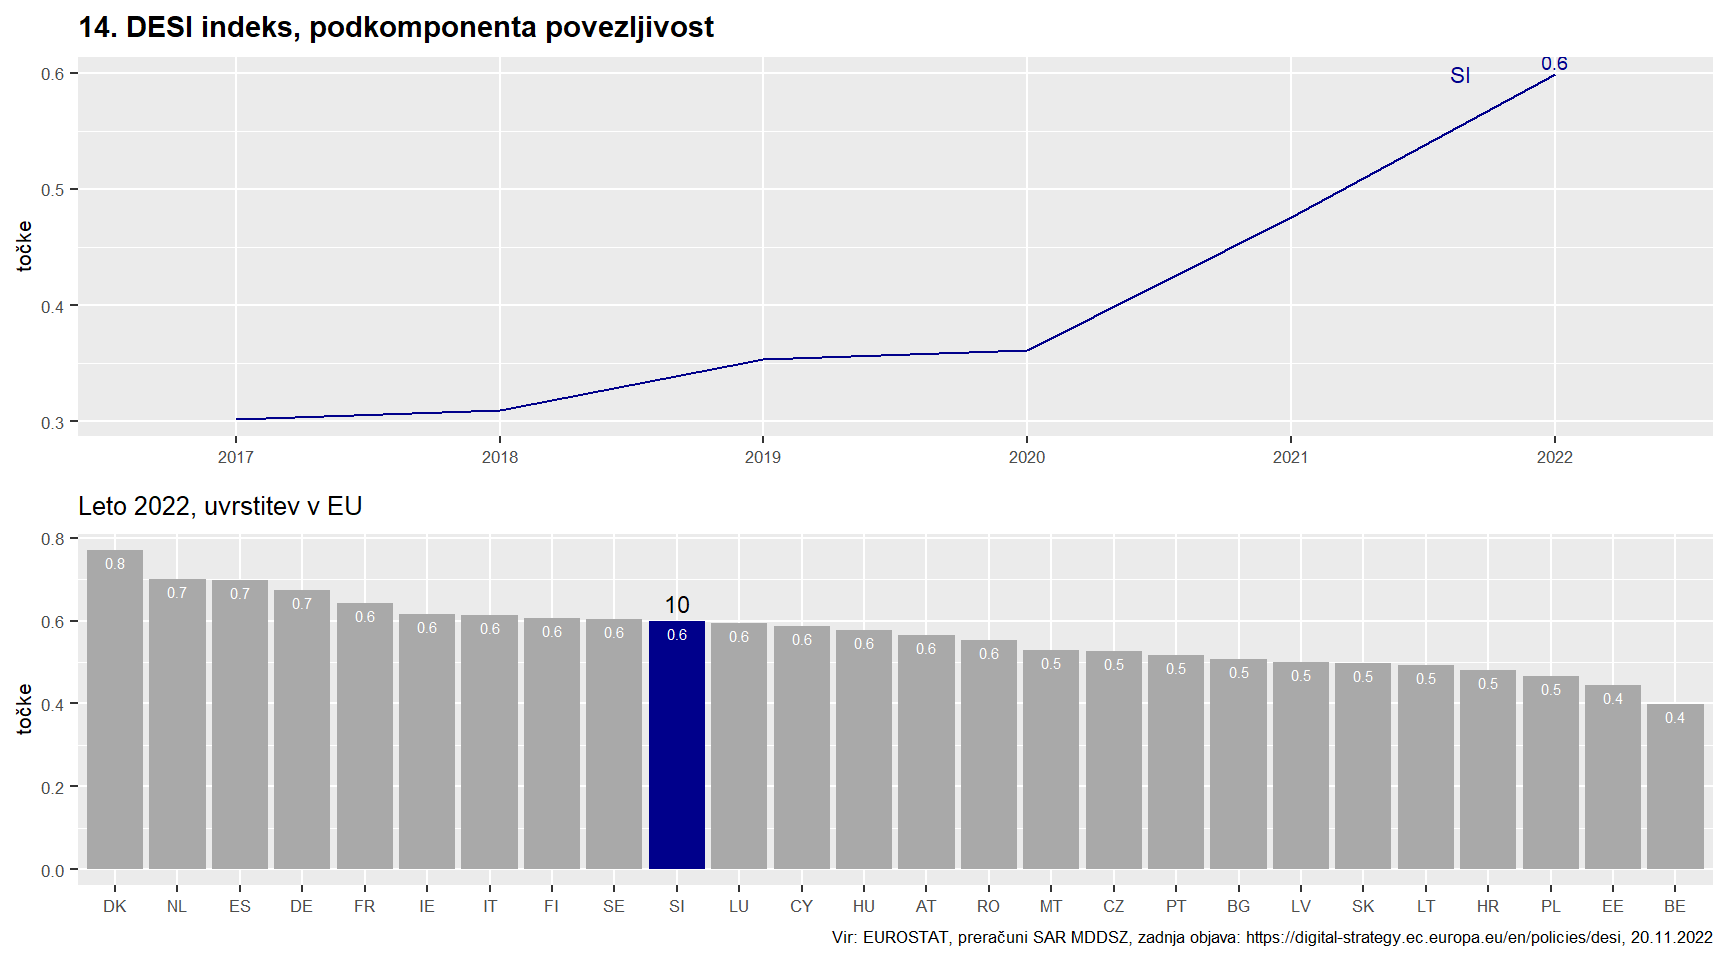 14. DESI indeks, podkomponenta povezljivost
točke
0.6
0.5
0.4
0.3
SI
0.6
2017 2018 2019 2020 2021 2022
Leto 2022, uvrstitev v EU
točke
0.8
0.6
0.4
0.2
0.0
10
0.8 0.7 0.7 0.7 0.6 0.6 0.6 0.6 0.6 0.6 0.6 0.6 0.6 0.6 0.6 0.5 0.5 0.5 0.5 0.5 0.5 0.5 0.5 0.5 0.4 0.4
DK NL ES DE FR IE IT FI SE SI LU CY HU AT RO MT CZ PT BG LV SK LT HR PL EE BE
Vir: EUROSTAT, preračuni SAR MDDSZ, zadnja objava: https://digital-strategy.ec.europa.eu/en/policies/desi, 20.11.2022